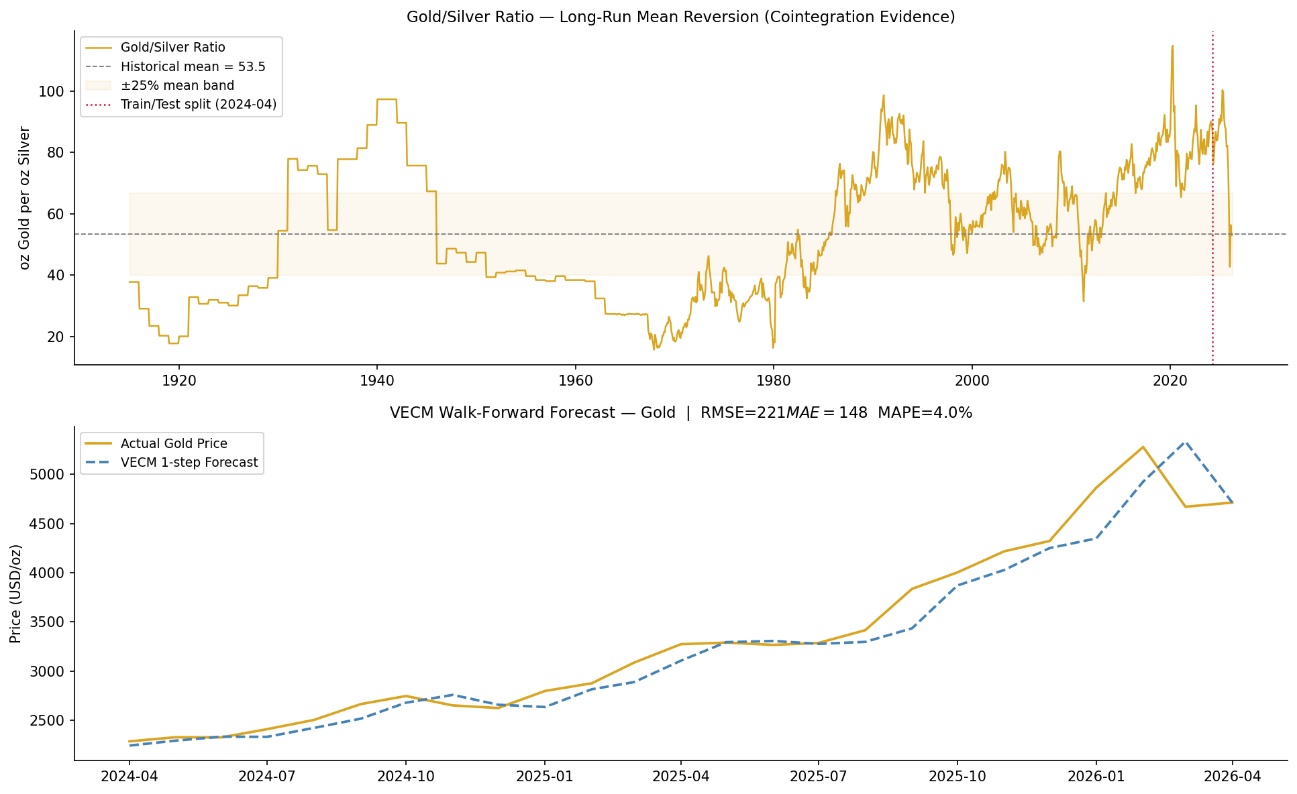 Gold/Silver Ratio — Long-Run Mean Reversion (Cointegration Evidence)
Gold/Silver Ratio
Historical mean = 53.5
±25% mean band
Train/Test split (2024-04)
oz Gold per oz Silver
100
80
60
40
20
1920
1940
1960
1980
2000
2020
VECM Walk-Forward Forecast — Gold | RMSE=221MAE = 148 MAPE=4.0%
Actual Gold Price
VECM 1-step Forecast
Price (USD/oz)
5000
4500
4000
3500
3000
2500
2024-04
2024-07
2024-10
2025-01
2025-04
2025-07
2025-10
2026-01
2026-04